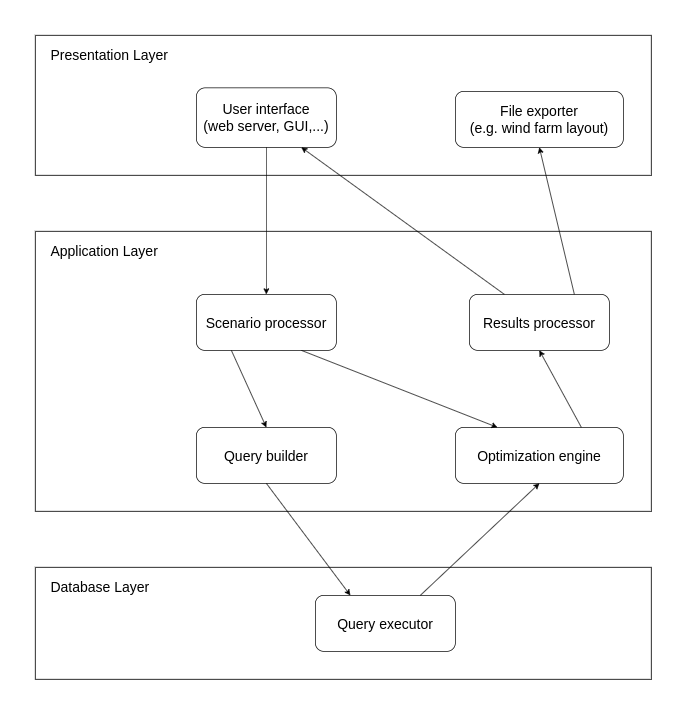 Presentation Layer
User interface
(web server, GUI,...)
File exporter
(e.g. wind farm layout)
Application Layer
Scenario processor
Results processor
Query builder
Optimization engine
Database Layer
Query executor